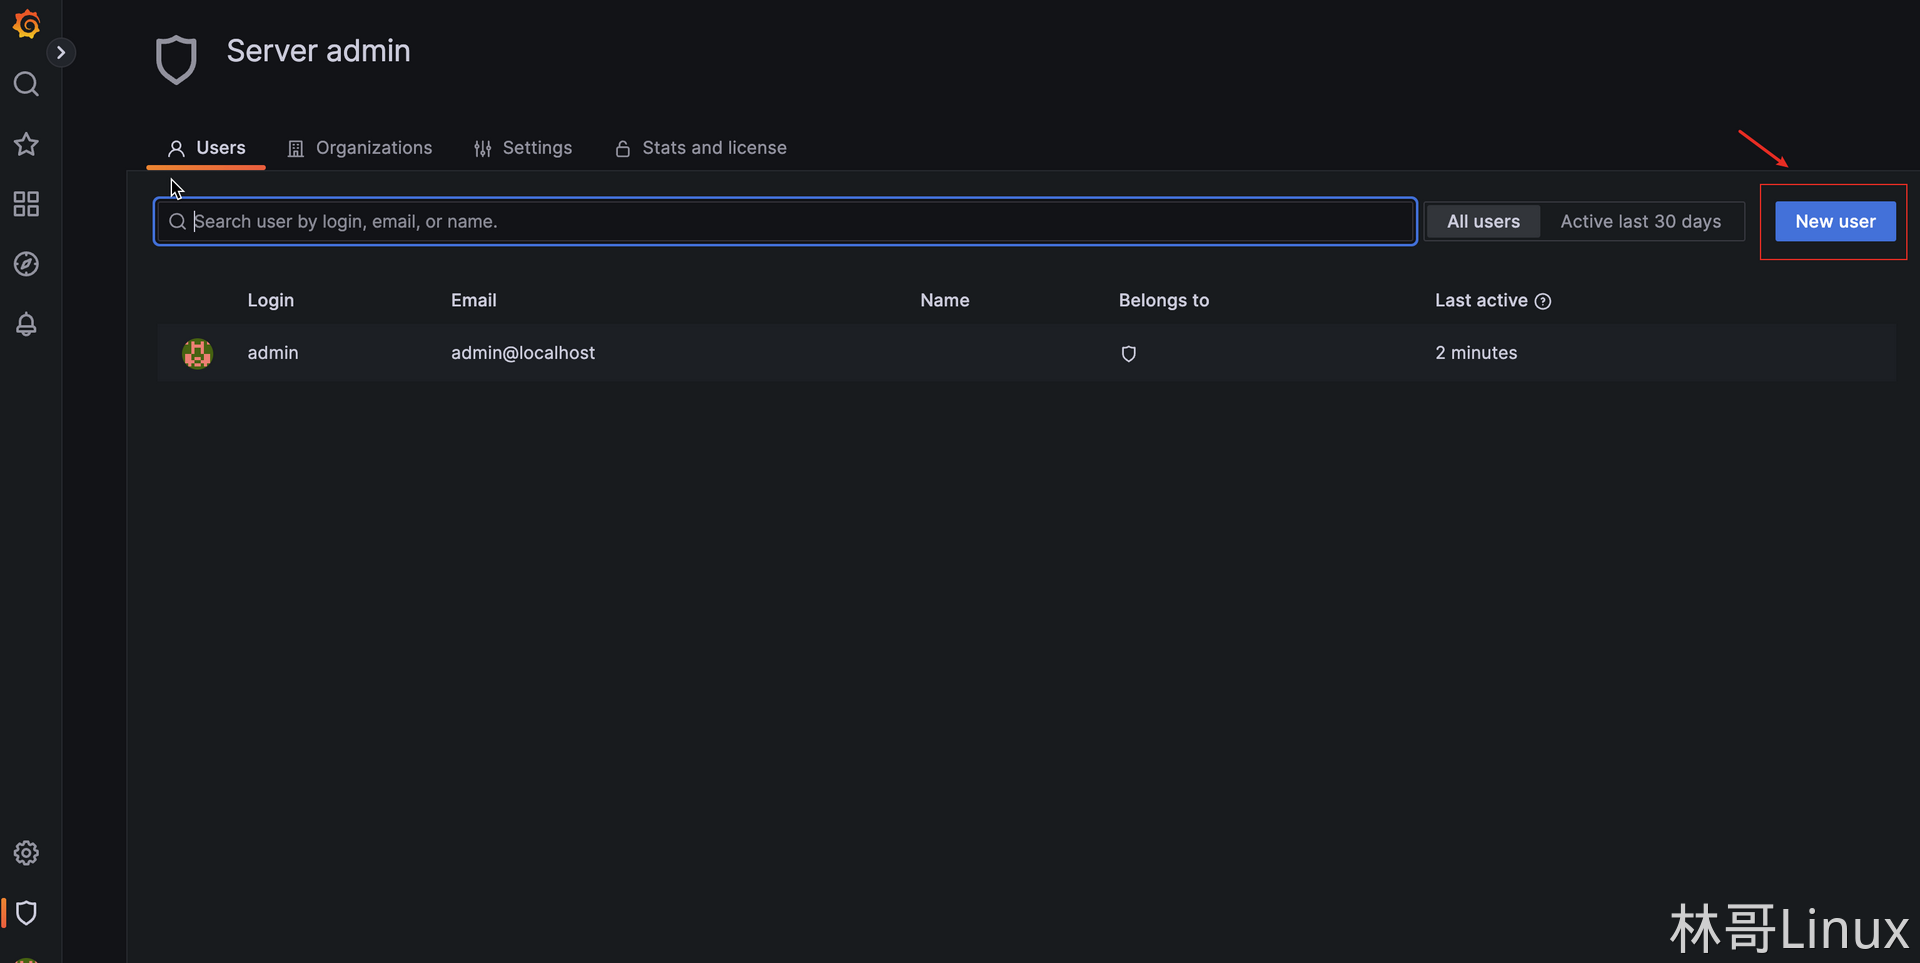 Server admin
Users Organizations Settings Stats and license
Search user by login, email, or name. All users Active last 30 days New user
Login Email Name Belongs to Last active
admin admin@localhost 2 minutes
林哥Linux